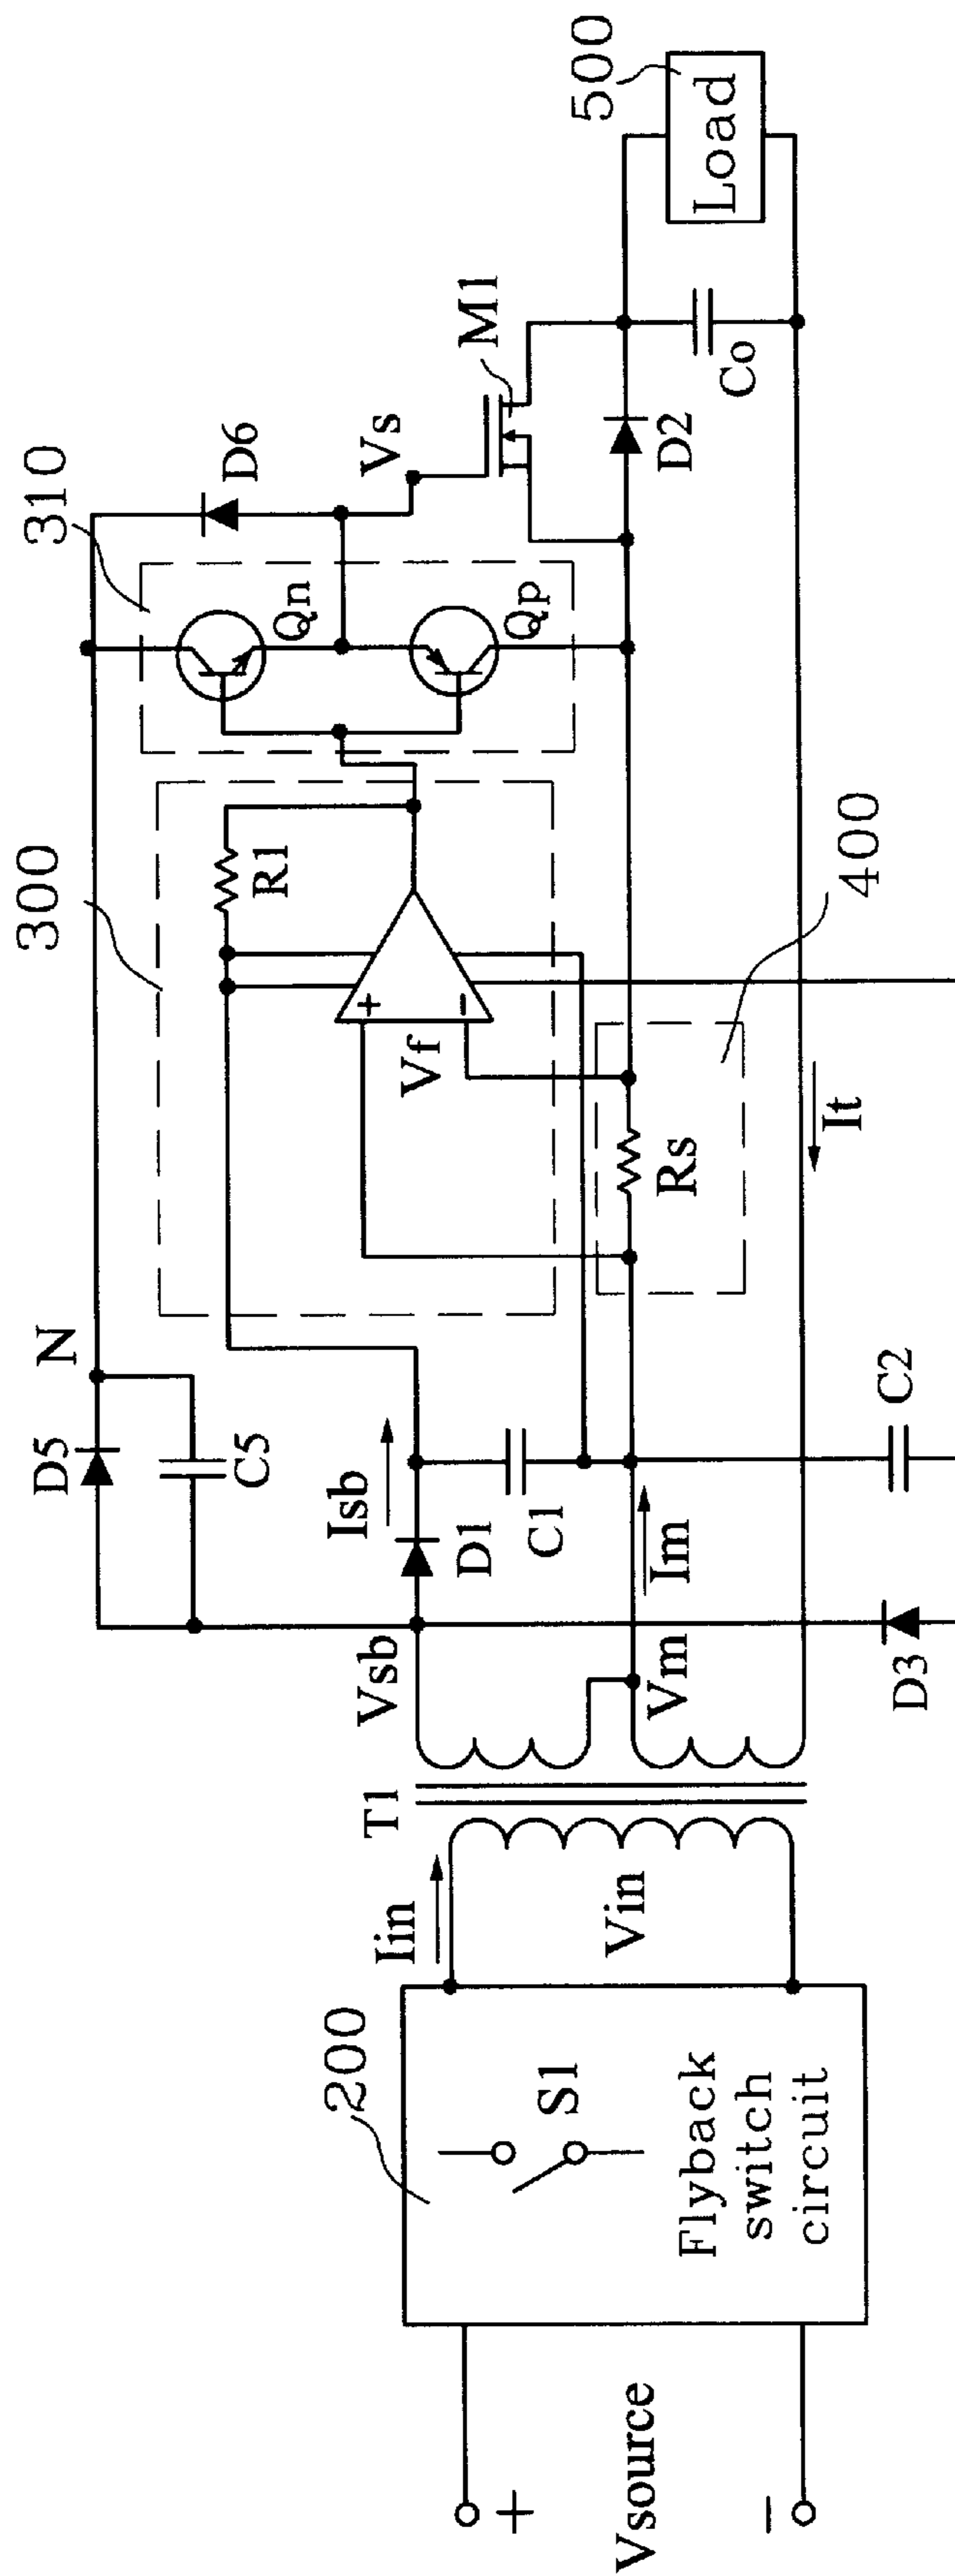 Vsource
+
−
200
S1
Flyback
switch
circuit
Iin
Vin
T1
Vsb
Vm
D3
D5
N
C5
Isb
D1
C1
Im
C2
300
R1
+
−
Vf
Rs
400
It
310
Qn
Qp
D6
Vs
M1
D2
Co
Load
500